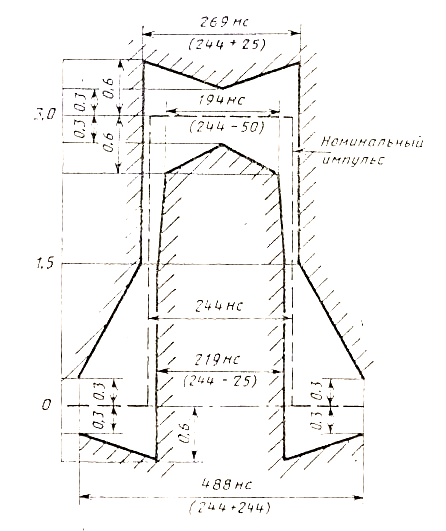 269 нс
(244 + 25)
0.6
0.3
3.0
194 нс
0.3
0.6
(244 – 50)
Номинальный
импульс
1.5
244 нс
219 нс
(244 – 25)
0.3
0.3
0
0.3
0.6
0.3
488 нс
(244+244)